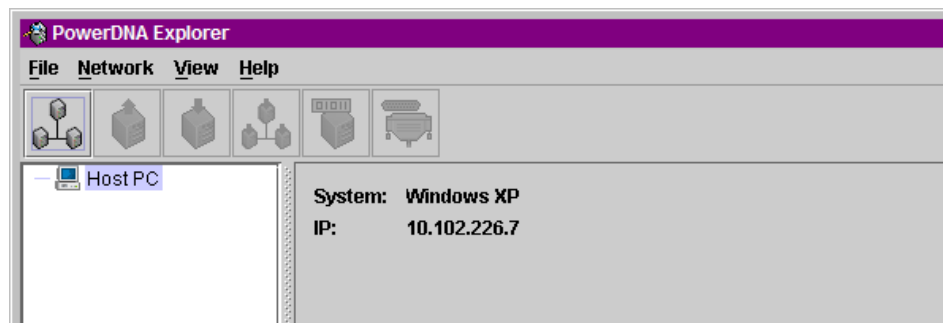 PowerDNA Explorer
File Network View Help
Host PC
System: Windows XP
IP: 10.102.226.7